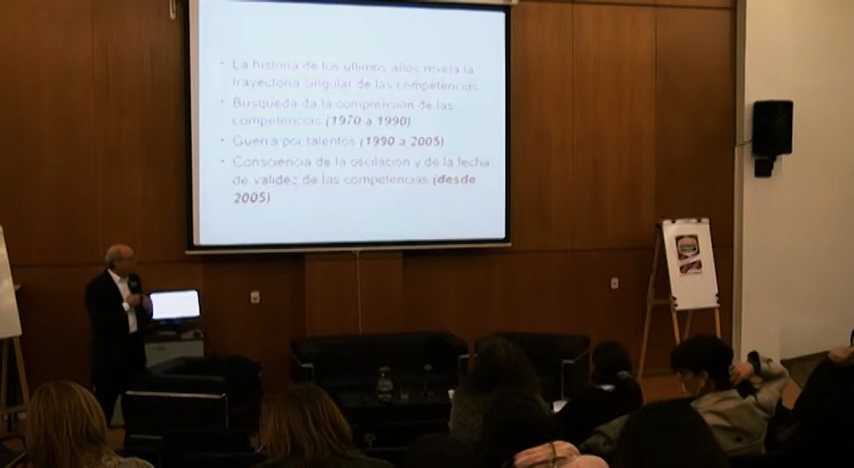 · La historia de los ultimos años revela la
trayectoria singular de las competencias.
· Busqueda da la comprensión de las
competencias (1970 a 1990)
· Guerra por talentos (1990 a 2005)
· Consciencia de la oscilación y de la fecha
de validez de las competencias (desde
2005)